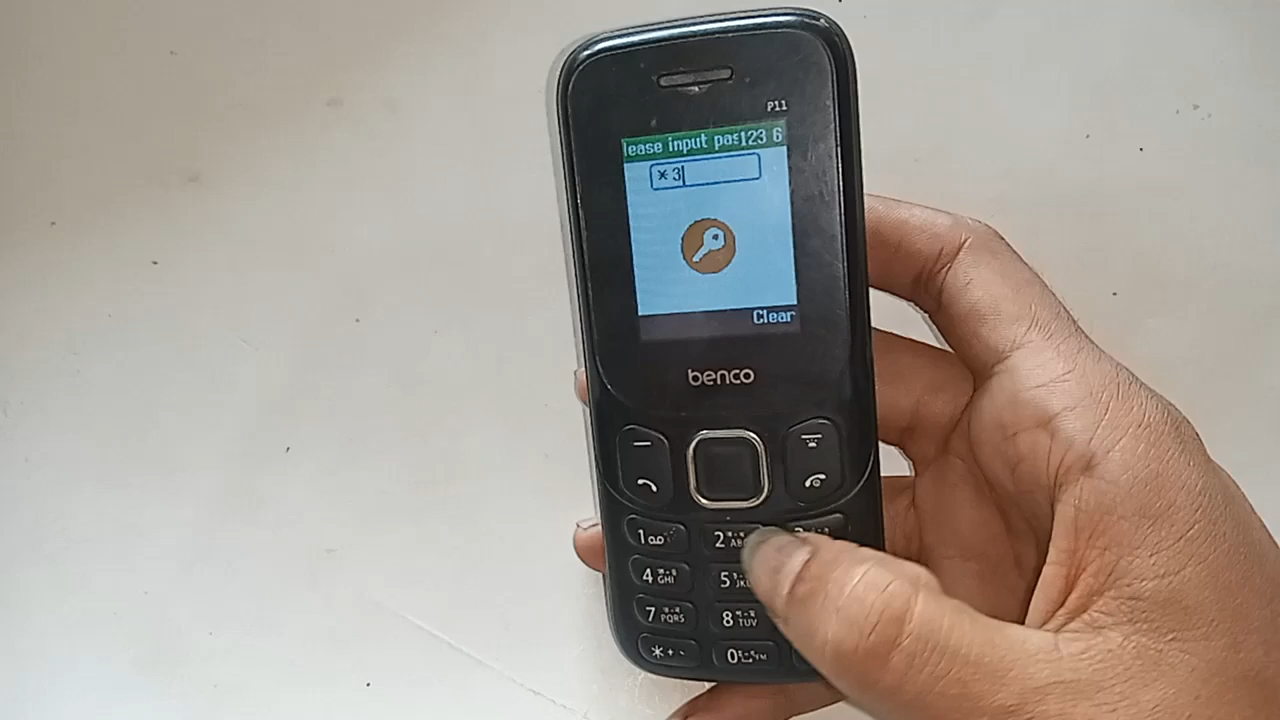 P11
lease input pas123 6
*3
Clear
benco
1
2 ABC
4 GHI
5 JKL
7 PQRS
8 TUV
*+
0